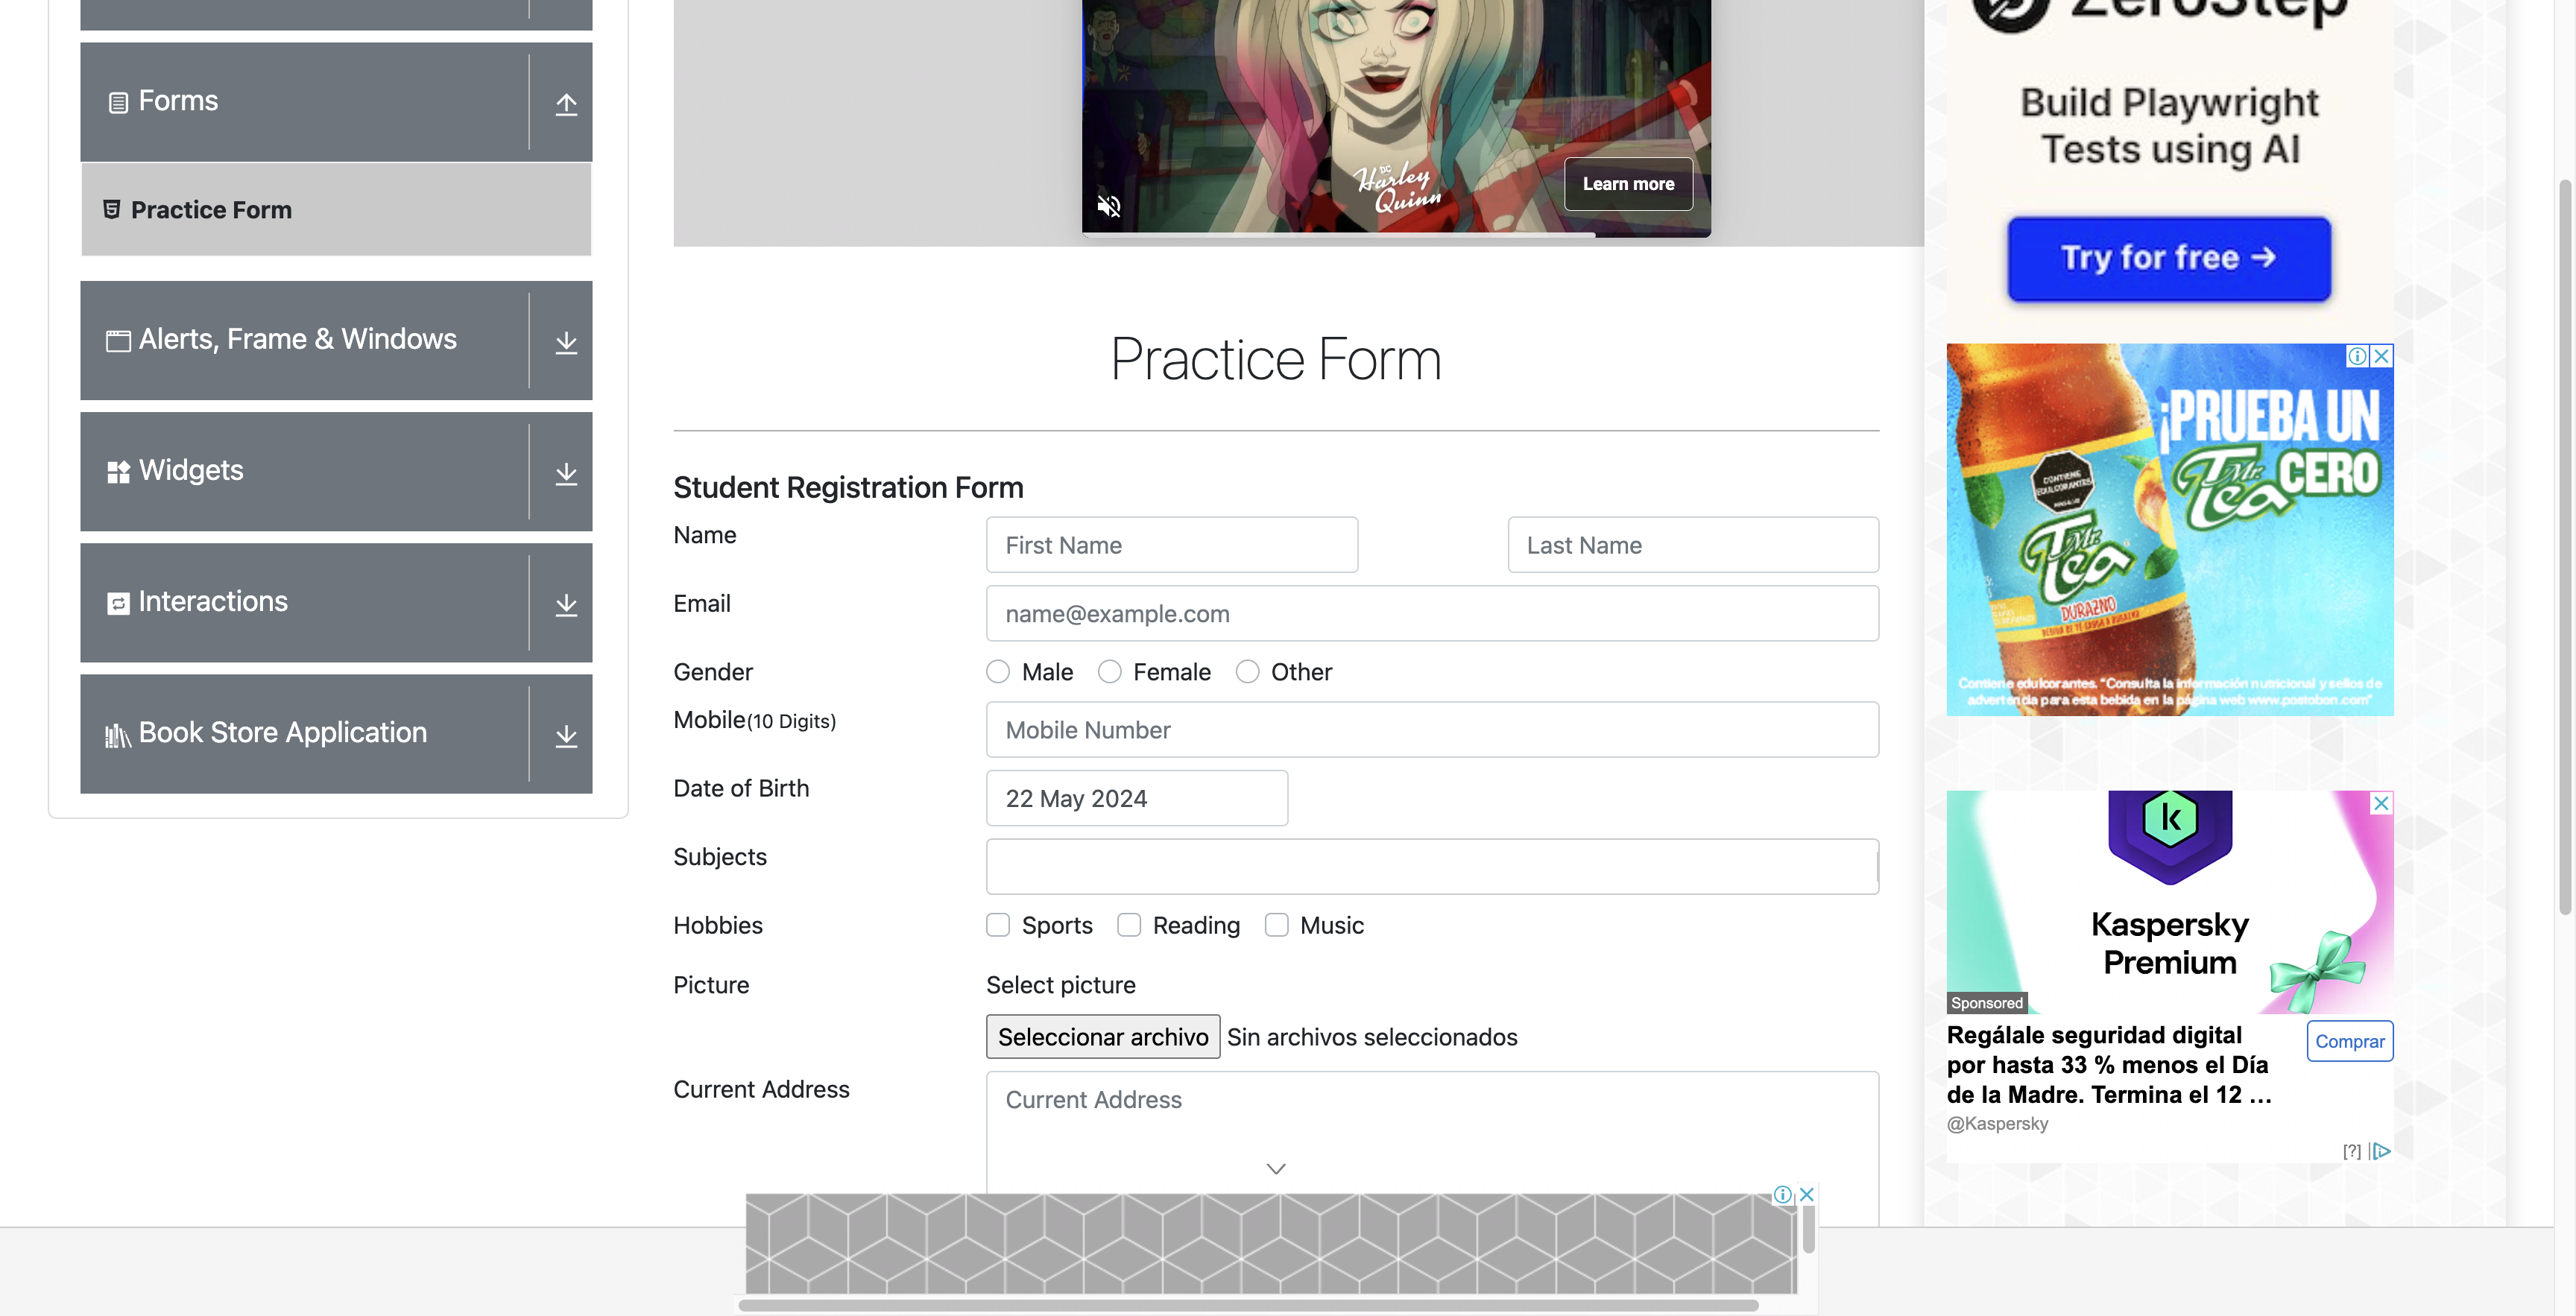 Forms
Practice Form
Alerts, Frame & Windows
Widgets
Interactions
Book Store Application
DC
Harley
Quinn
Learn more
Practice Form
Student Registration Form
Name
First Name
Last Name
Email
name@example.com
Gender
Male
Female
Other
Mobile(10 Digits)
Mobile Number
Date of Birth
22 May 2024
Subjects
Hobbies
Sports
Reading
Music
Picture
Select picture
Seleccionar archivo
Sin archivos seleccionados
Current Address
Current Address
ZeroStep
Build Playwright
Tests using AI
Try for free →
¡PRUEBA UN
Mr. Tea CERO
CONTIENE
EDULCORANTES
Mr.
Tea
DURAZNO
Contiene edulcorantes. "Consulta la información nutricional y sellos de
advertencia para esta bebida en la página web www.postobon.com"
k
Kaspersky
Premium
Sponsored
Regálale seguridad digital
por hasta 33 % menos el Día
de la Madre. Termina el 12 ...
Comprar
@Kaspersky
[?]